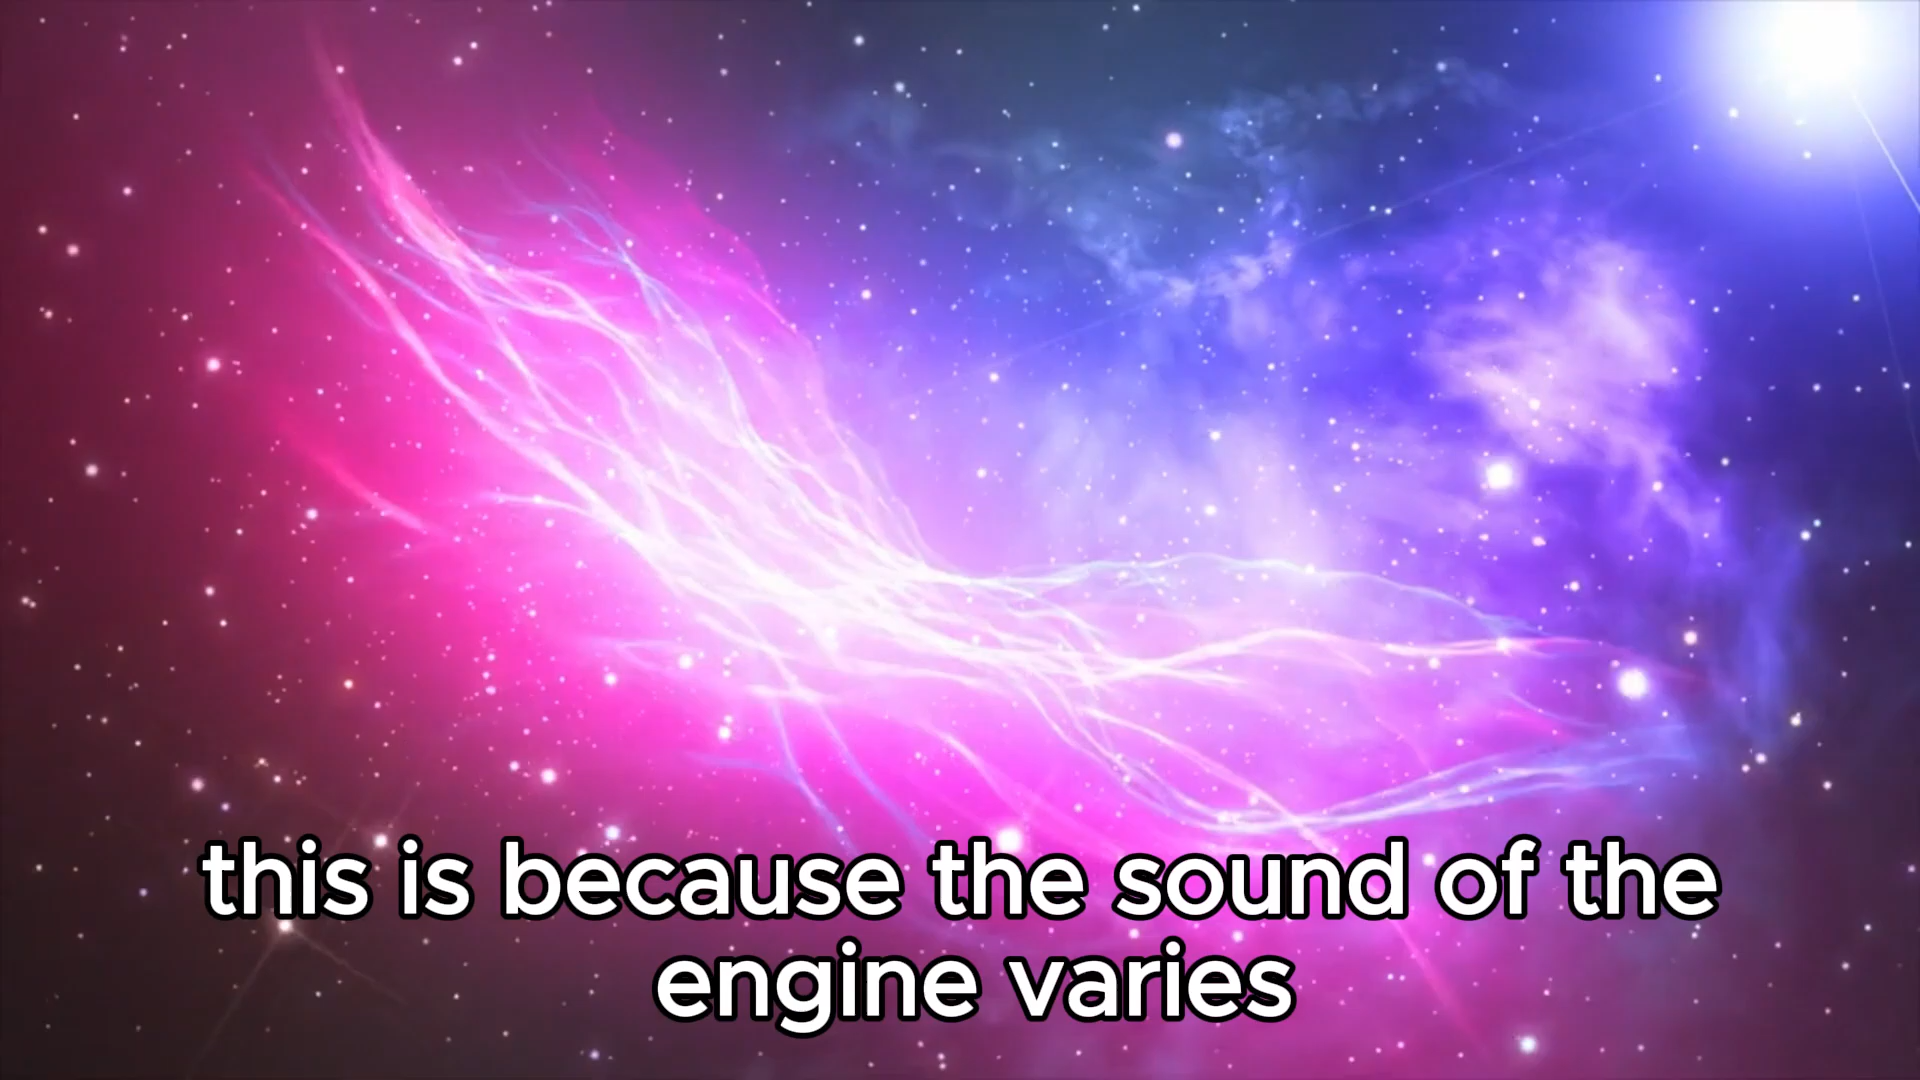 this is because the sound of the
engine varies